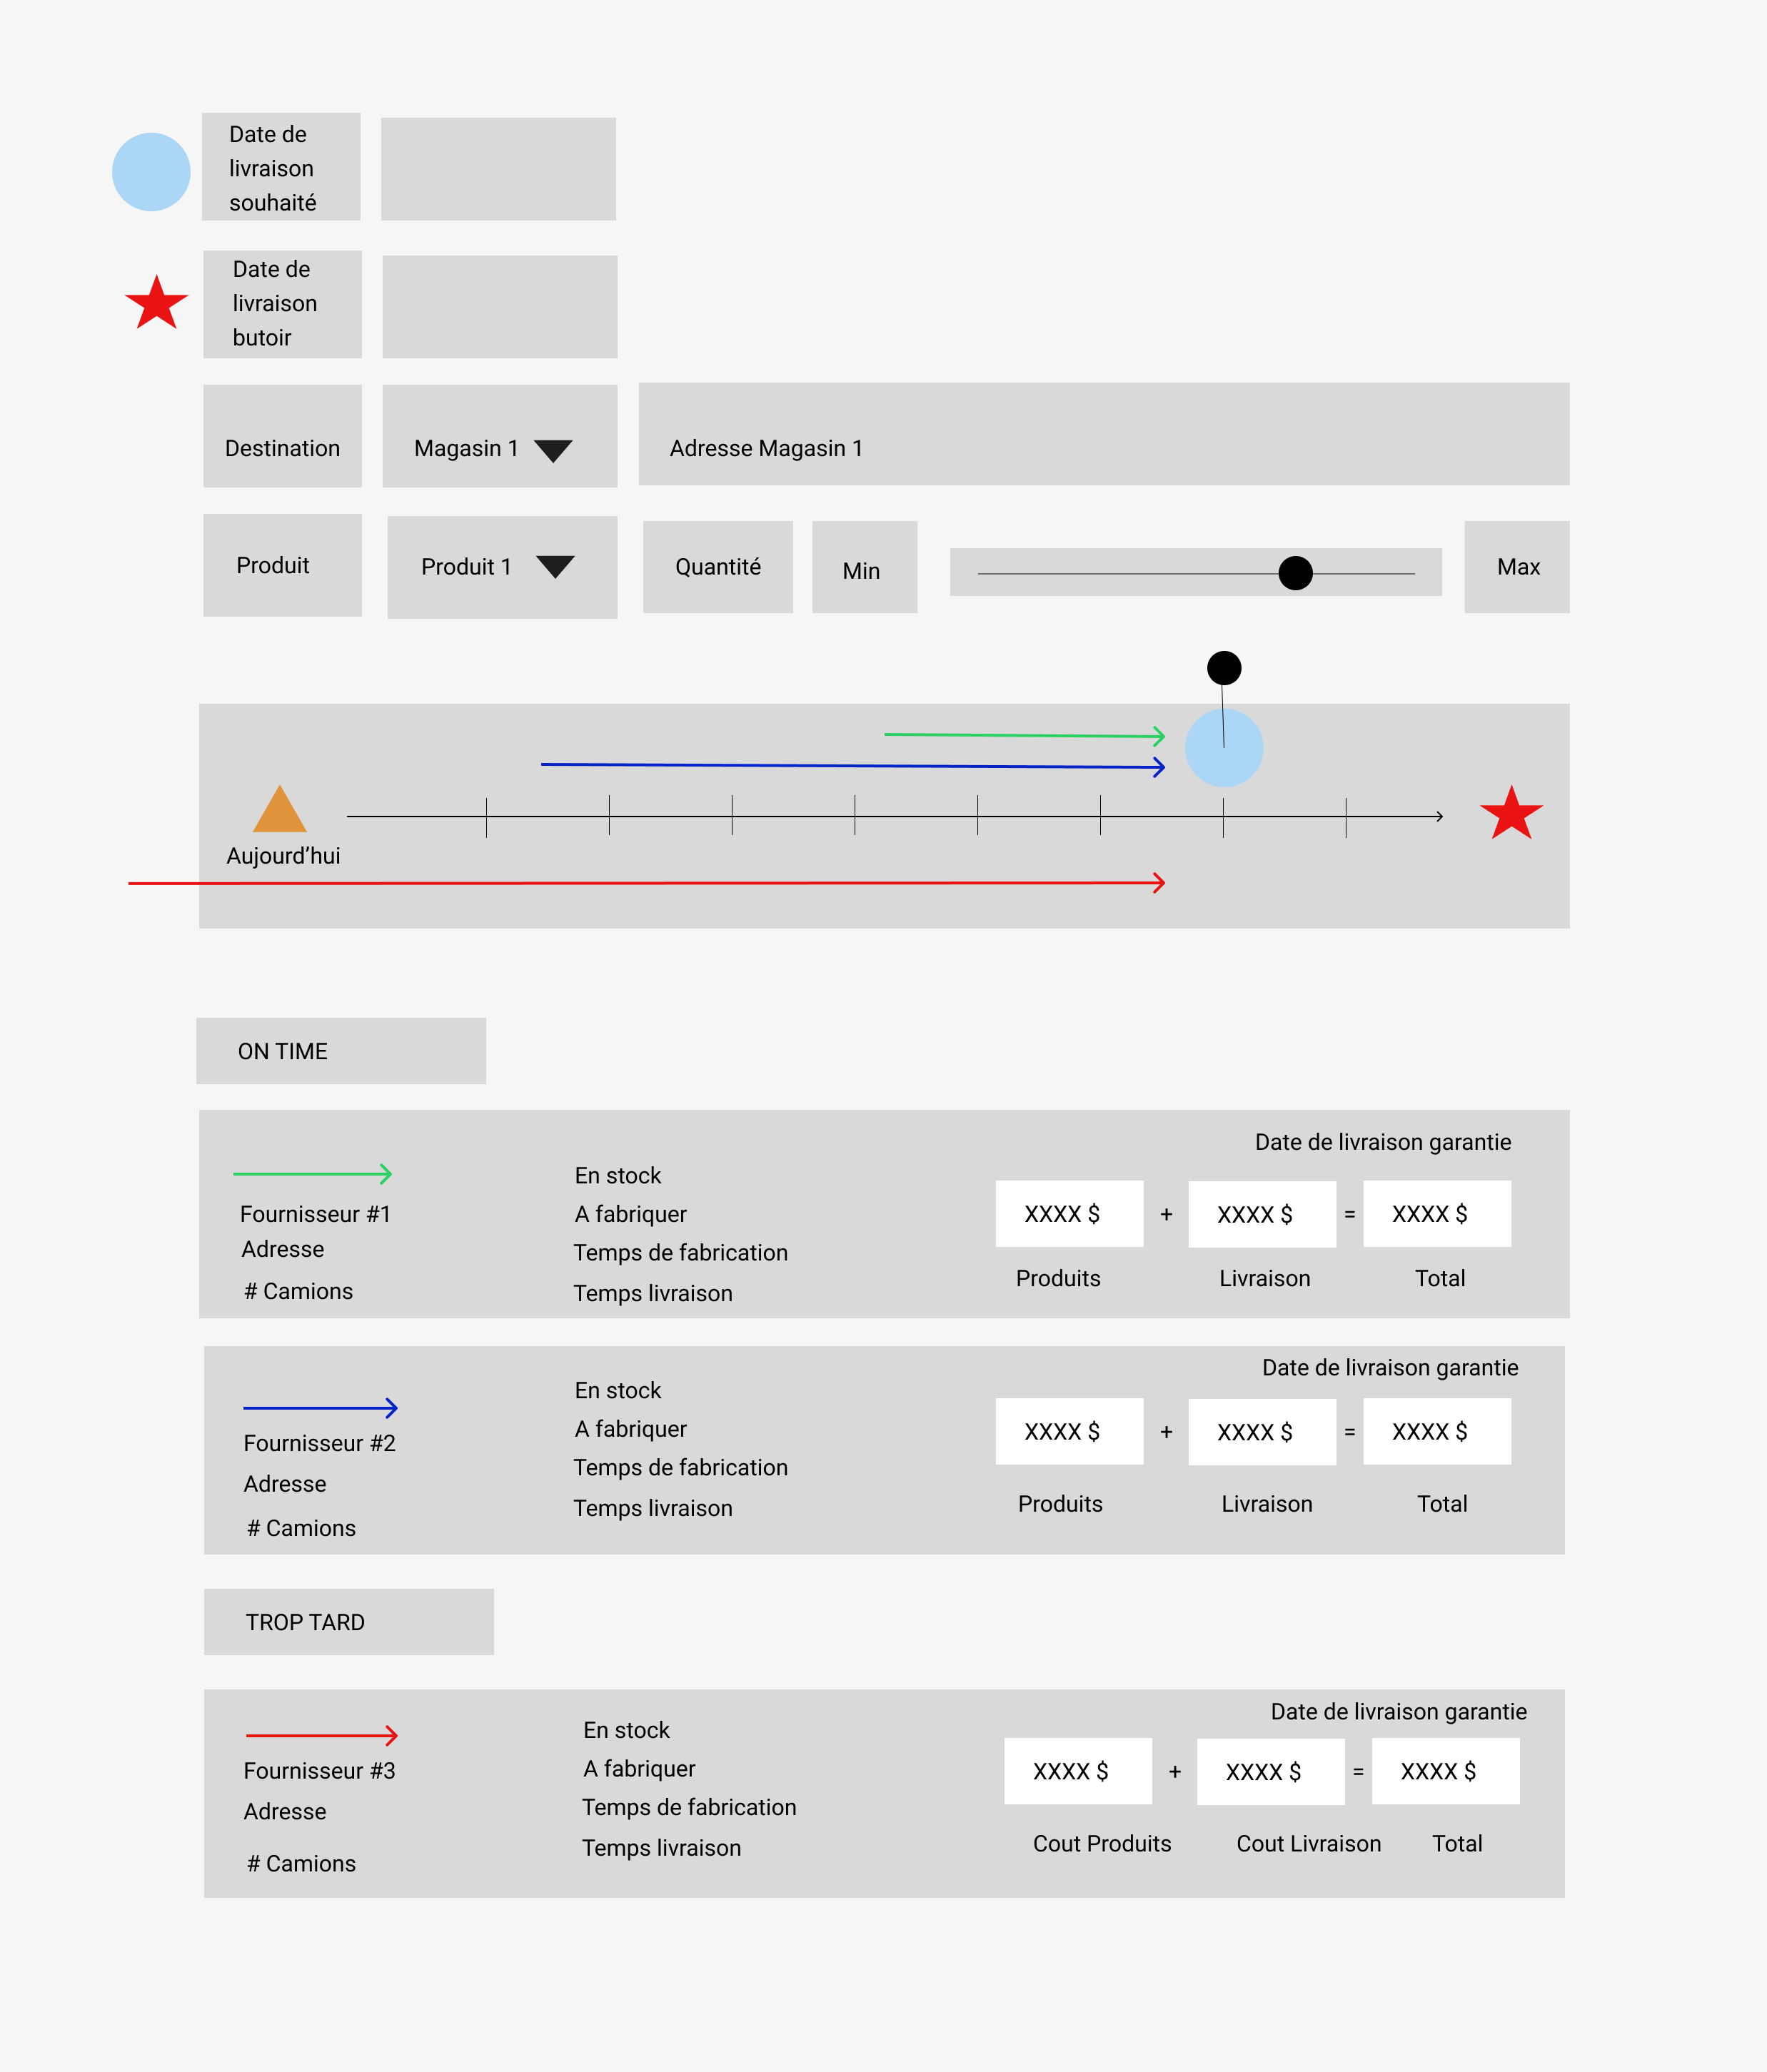 Date de
livraison
souhaité
Date de
livraison
butoir
Destination
Magasin 1
Adresse Magasin 1
Produit
Produit 1
Quantité
Min
Max
Aujourd’hui
ON TIME
Date de livraison garantie
Fournisseur #1
Adresse
# Camions
En stock
A fabriquer
Temps de fabrication
Temps livraison
XXXX $ + XXXX $ = XXXX $
Produits Livraison Total
Date de livraison garantie
Fournisseur #2
Adresse
# Camions
En stock
A fabriquer
Temps de fabrication
Temps livraison
XXXX $ + XXXX $ = XXXX $
Produits Livraison Total
TROP TARD
Date de livraison garantie
Fournisseur #3
Adresse
# Camions
En stock
A fabriquer
Temps de fabrication
Temps livraison
XXXX $ + XXXX $ = XXXX $
Cout Produits Cout Livraison Total